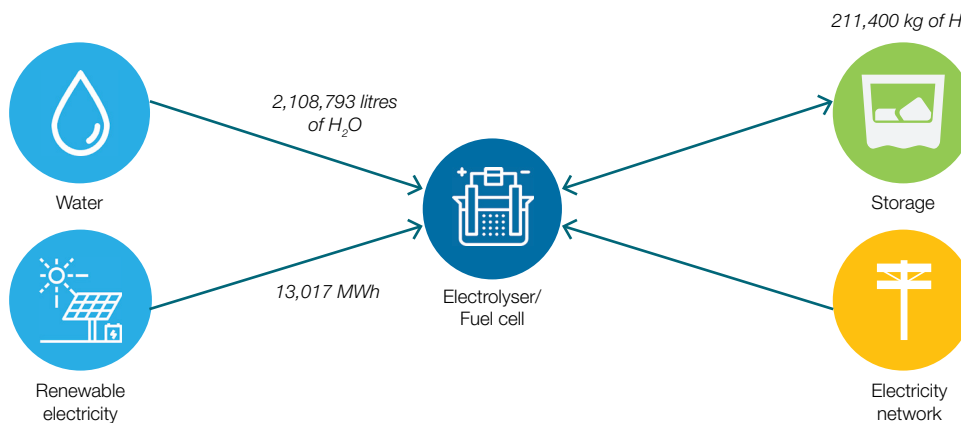 211,400 kg of H
2,108,793 litres
of H₂O
+ −
Water
Storage
13,017 MWh
Electrolyser/
Fuel cell
Renewable
electricity
Electricity
network